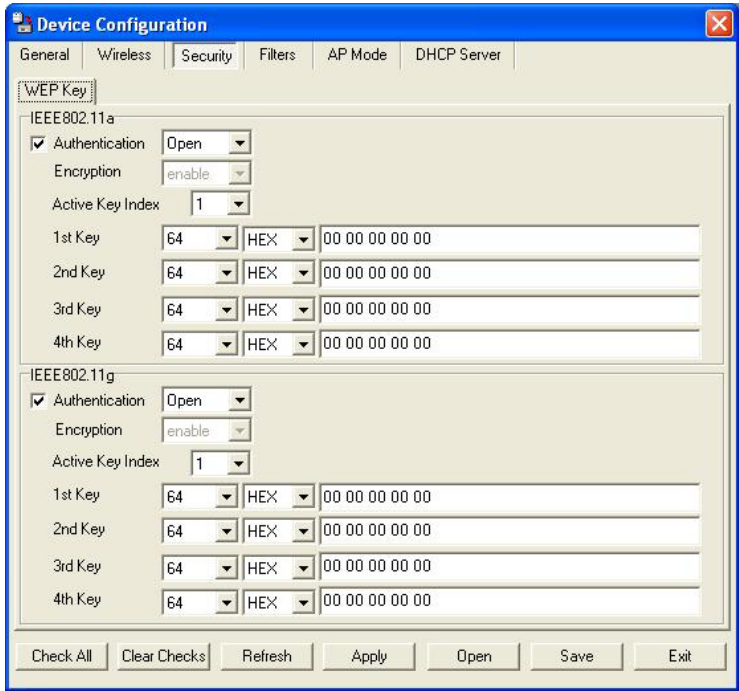 Device Configuration
General Wireless Security Filters AP Mode DHCP Server
WEP Key
IEEE802.11a
Authentication Open
Encryption enable
Active Key Index 1
1st Key 64 HEX 00 00 00 00 00
2nd Key 64 HEX 00 00 00 00 00
3rd Key 64 HEX 00 00 00 00 00
4th Key 64 HEX 00 00 00 00 00
IEEE802.11g
Authentication Open
Encryption enable
Active Key Index 1
1st Key 64 HEX 00 00 00 00 00
2nd Key 64 HEX 00 00 00 00 00
3rd Key 64 HEX 00 00 00 00 00
4th Key 64 HEX 00 00 00 00 00
Check All Clear Checks Refresh Apply Open Save Exit